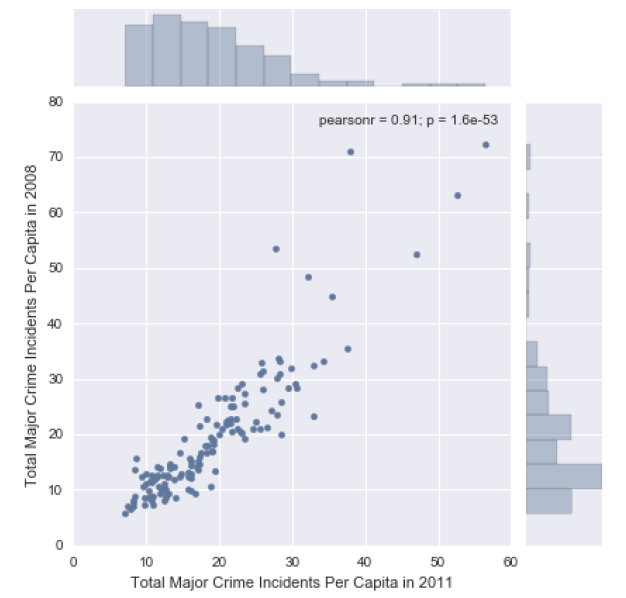 pearsonr = 0.91; p = 1.6e-53
80
70
60
50
40
30
20
10
0
Total Major Crime Incidents Per Capita in 2008
0 10 20 30 40 50 60
Total Major Crime Incidents Per Capita in 2011